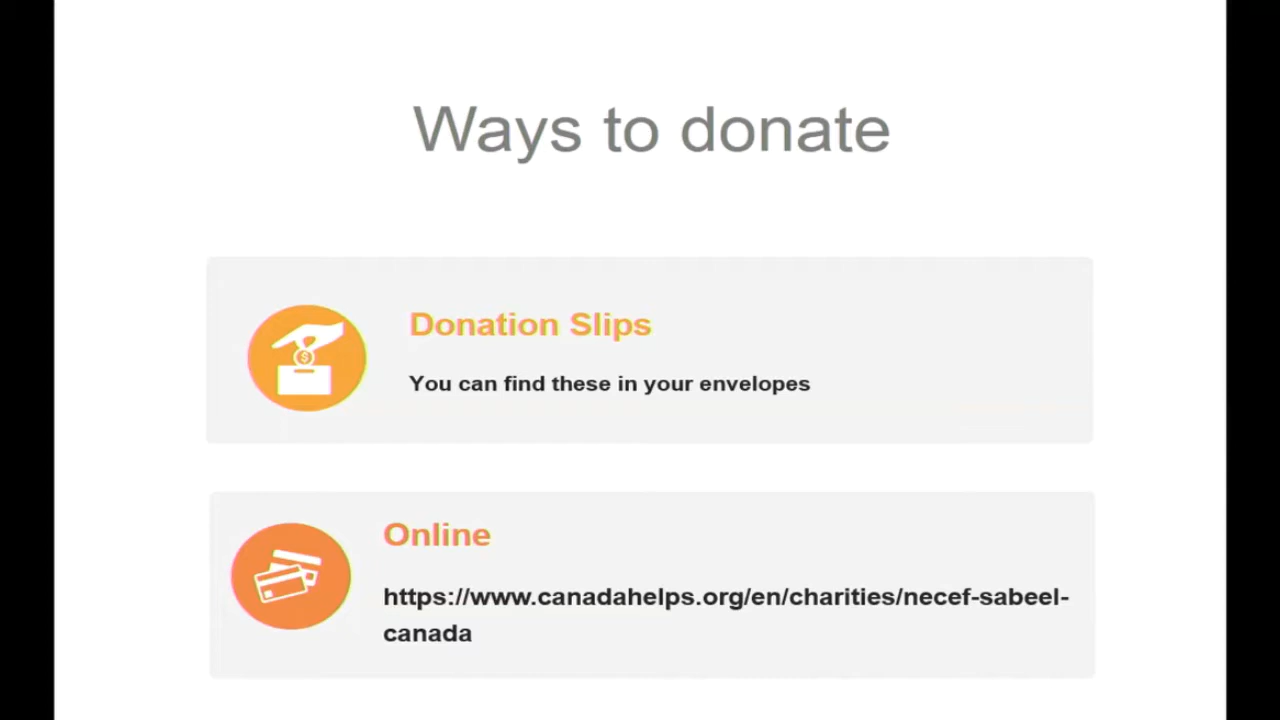 Ways to donate
Donation Slips
You can find these in your envelopes
Online
https://www.canadahelps.org/en/charities/necef-sabeel-
canada